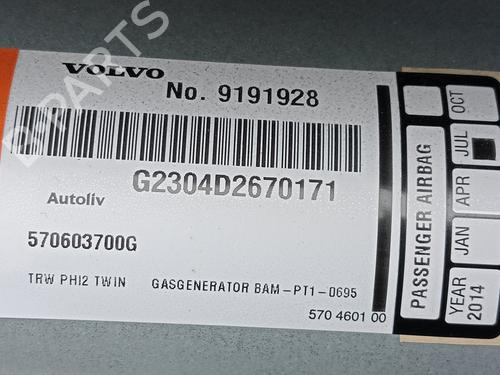 VOLVO
No. 9191928
G2304D2670171
Autoliv
570603700G
TRW PHI2 TWIN
GASGENERATOR BAM-PT1-0695
570 4601 00
PASSENGER AIRBAG
YEAR 2014
JAN
APR
JUL
OCT
B-PARTS